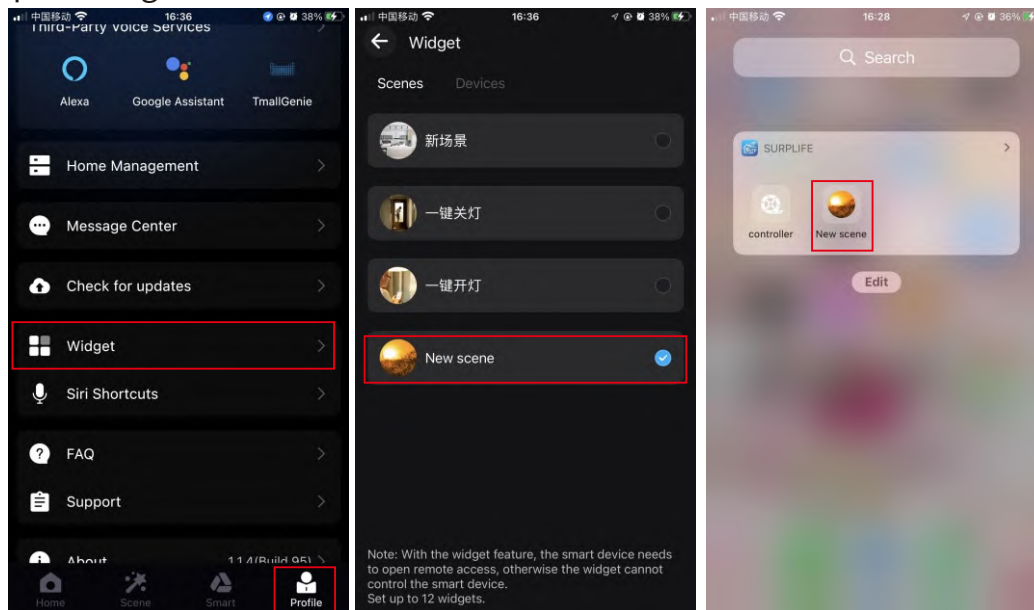 中国移动 16:36 38%
Third-Party Voice Services
Alexa Google Assistant TmallGenie
Home Management
Message Center
Check for updates
Widget
Siri Shortcuts
FAQ
Support
About 1.1.4(Build 95)
Home Scene Smart Profile
中国移动 16:36 38%
Widget
Scenes Devices
新场景
一键关灯
一键开灯
New scene
Note: With the widget feature, the smart device needs
to open remote access, otherwise the widget cannot
control the smart device.
Set up to 12 widgets.
中国移动 16:28 36%
Search
SURPLIFE
controller New scene
Edit